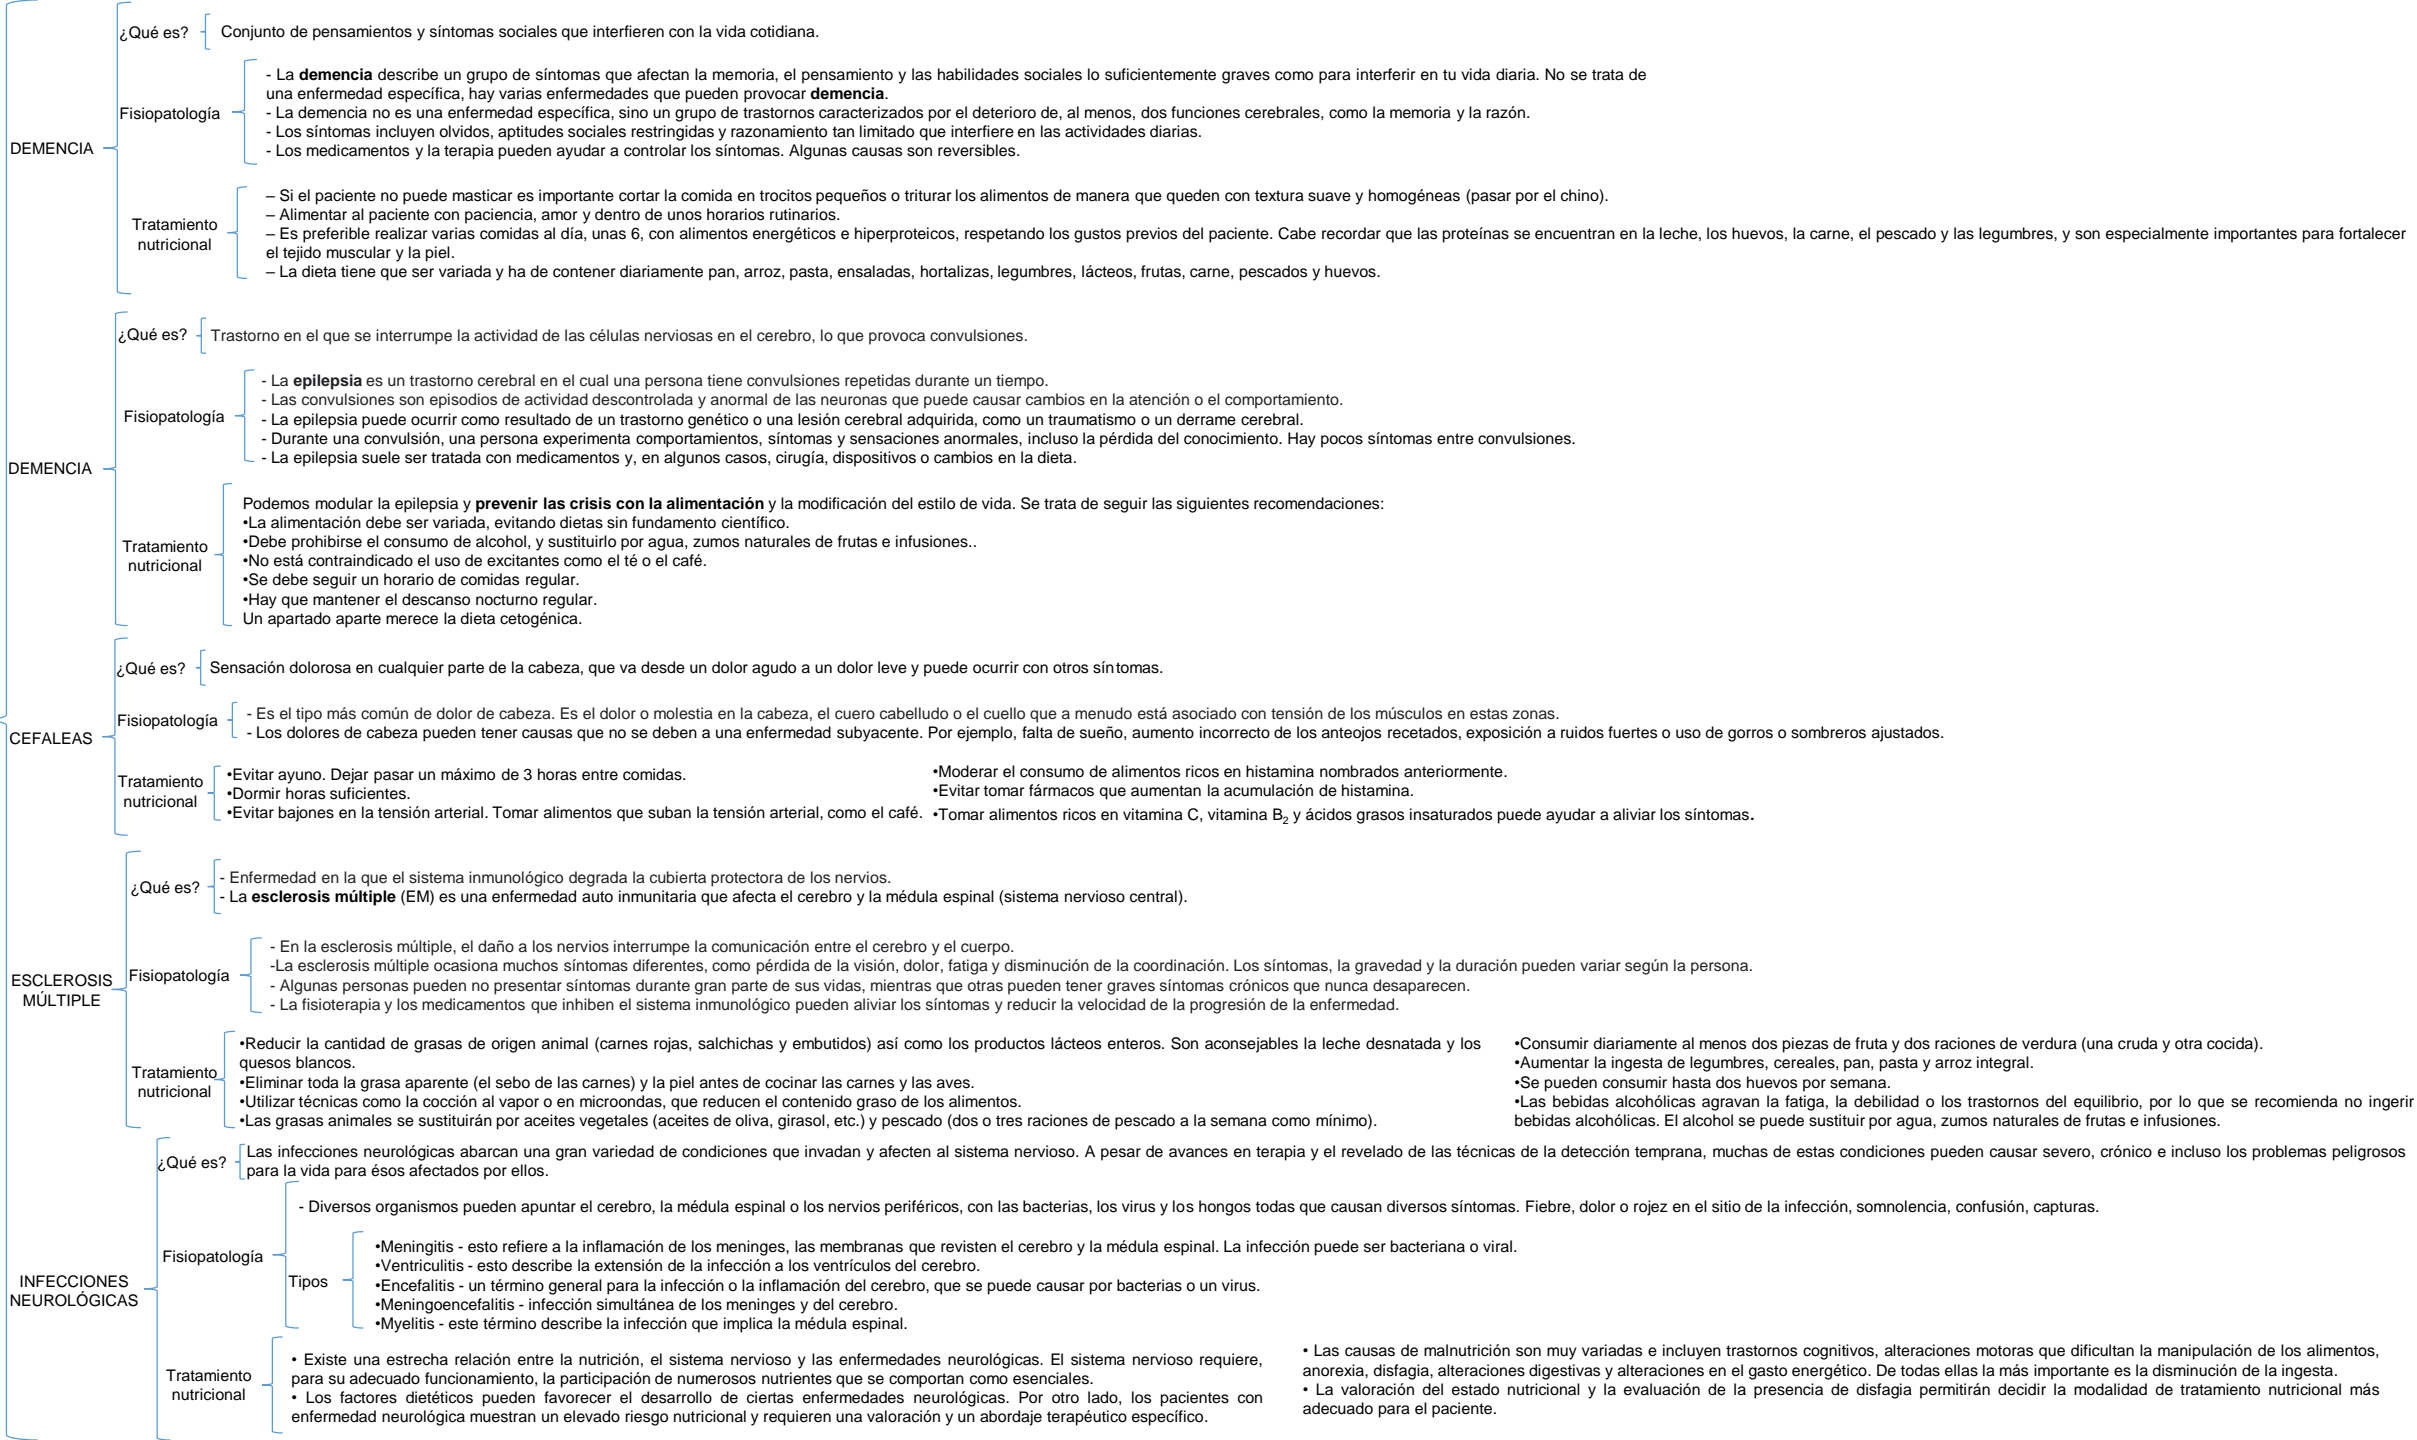 DEMENCIA
¿Qué es?
Conjunto de pensamientos y síntomas sociales que interfieren con la vida cotidiana.
Fisiopatología
- La demencia describe un grupo de síntomas que afectan la memoria, el pensamiento y las habilidades sociales lo suficientemente graves como para interferir en tu vida diaria. No se trata de
una enfermedad específica, hay varias enfermedades que pueden provocar demencia.
- La demencia no es una enfermedad específica, sino un grupo de trastornos caracterizados por el deterioro de, al menos, dos funciones cerebrales, como la memoria y la razón.
- Los síntomas incluyen olvidos, aptitudes sociales restringidas y razonamiento tan limitado que interfiere en las actividades diarias.
- Los medicamentos y la terapia pueden ayudar a controlar los síntomas. Algunas causas son reversibles.
Tratamiento
nutricional
– Si el paciente no puede masticar es importante cortar la comida en trocitos pequeños o triturar los alimentos de manera que queden con textura suave y homogéneas (pasar por el chino).
– Alimentar al paciente con paciencia, amor y dentro de unos horarios rutinarios.
– Es preferible realizar varias comidas al día, unas 6, con alimentos energéticos e hiperproteicos, respetando los gustos previos del paciente. Cabe recordar que las proteínas se encuentran en la leche, los huevos, la carne, el pescado y las legumbres, y son especialmente importantes para fortalecer
el tejido muscular y la piel.
– La dieta tiene que ser variada y ha de contener diariamente pan, arroz, pasta, ensaladas, hortalizas, legumbres, lácteos, frutas, carne, pescados y huevos.
DEMENCIA
¿Qué es?
Trastorno en el que se interrumpe la actividad de las células nerviosas en el cerebro, lo que provoca convulsiones.
Fisiopatología
- La epilepsia es un trastorno cerebral en el cual una persona tiene convulsiones repetidas durante un tiempo.
- Las convulsiones son episodios de actividad descontrolada y anormal de las neuronas que puede causar cambios en la atención o el comportamiento.
- La epilepsia puede ocurrir como resultado de un trastorno genético o una lesión cerebral adquirida, como un traumatismo o un derrame cerebral.
- Durante una convulsión, una persona experimenta comportamientos, síntomas y sensaciones anormales, incluso la pérdida del conocimiento. Hay pocos síntomas entre convulsiones.
- La epilepsia suele ser tratada con medicamentos y, en algunos casos, cirugía, dispositivos o cambios en la dieta.
Tratamiento
nutricional
Podemos modular la epilepsia y prevenir las crisis con la alimentación y la modificación del estilo de vida. Se trata de seguir las siguientes recomendaciones:
•La alimentación debe ser variada, evitando dietas sin fundamento científico.
•Debe prohibirse el consumo de alcohol, y sustituirlo por agua, zumos naturales de frutas e infusiones..
•No está contraindicado el uso de excitantes como el té o el café.
•Se debe seguir un horario de comidas regular.
•Hay que mantener el descanso nocturno regular.
Un apartado aparte merece la dieta cetogénica.
CEFALEAS
¿Qué es?
Sensación dolorosa en cualquier parte de la cabeza, que va desde un dolor agudo a un dolor leve y puede ocurrir con otros síntomas.
Fisiopatología
- Es el tipo más común de dolor de cabeza. Es el dolor o molestia en la cabeza, el cuero cabelludo o el cuello que a menudo está asociado con tensión de los músculos en estas zonas.
- Los dolores de cabeza pueden tener causas que no se deben a una enfermedad subyacente. Por ejemplo, falta de sueño, aumento incorrecto de los anteojos recetados, exposición a ruidos fuertes o uso de gorros o sombreros ajustados.
Tratamiento
nutricional
•Evitar ayuno. Dejar pasar un máximo de 3 horas entre comidas.
•Dormir horas suficientes.
•Evitar bajones en la tensión arterial. Tomar alimentos que suban la tensión arterial, como el café.
•Moderar el consumo de alimentos ricos en histamina nombrados anteriormente.
•Evitar tomar fármacos que aumentan la acumulación de histamina.
•Tomar alimentos ricos en vitamina C, vitamina B₂ y ácidos grasos insaturados puede ayudar a aliviar los síntomas.
ESCLEROSIS
MÚLTIPLE
¿Qué es?
- Enfermedad en la que el sistema inmunológico degrada la cubierta protectora de los nervios.
- La esclerosis múltiple (EM) es una enfermedad auto inmunitaria que afecta el cerebro y la médula espinal (sistema nervioso central).
Fisiopatología
- En la esclerosis múltiple, el daño a los nervios interrumpe la comunicación entre el cerebro y el cuerpo.
-La esclerosis múltiple ocasiona muchos síntomas diferentes, como pérdida de la visión, dolor, fatiga y disminución de la coordinación. Los síntomas, la gravedad y la duración pueden variar según la persona.
- Algunas personas pueden no presentar síntomas durante gran parte de sus vidas, mientras que otras pueden tener graves síntomas crónicos que nunca desaparecen.
- La fisioterapia y los medicamentos que inhiben el sistema inmunológico pueden aliviar los síntomas y reducir la velocidad de la progresión de la enfermedad.
Tratamiento
nutricional
•Reducir la cantidad de grasas de origen animal (carnes rojas, salchichas y embutidos) así como los productos lácteos enteros. Son aconsejables la leche desnatada y los
quesos blancos.
•Eliminar toda la grasa aparente (el sebo de las carnes) y la piel antes de cocinar las carnes y las aves.
•Utilizar técnicas como la cocción al vapor o en microondas, que reducen el contenido graso de los alimentos.
•Las grasas animales se sustituirán por aceites vegetales (aceites de oliva, girasol, etc.) y pescado (dos o tres raciones de pescado a la semana como mínimo).
•Consumir diariamente al menos dos piezas de fruta y dos raciones de verdura (una cruda y otra cocida).
•Aumentar la ingesta de legumbres, cereales, pan, pasta y arroz integral.
•Se pueden consumir hasta dos huevos por semana.
•Las bebidas alcohólicas agravan la fatiga, la debilidad o los trastornos del equilibrio, por lo que se recomienda no ingerir
bebidas alcohólicas. El alcohol se puede sustituir por agua, zumos naturales de frutas e infusiones.
INFECCIONES
NEUROLÓGICAS
¿Qué es?
Las infecciones neurológicas abarcan una gran variedad de condiciones que invadan y afecten al sistema nervioso. A pesar de avances en terapia y el revelado de las técnicas de la detección temprana, muchas de estas condiciones pueden causar severo, crónico e incluso los problemas peligrosos
para la vida para ésos afectados por ellos.
Fisiopatología
- Diversos organismos pueden apuntar el cerebro, la médula espinal o los nervios periféricos, con las bacterias, los virus y los hongos todas que causan diversos síntomas. Fiebre, dolor o rojez en el sitio de la infección, somnolencia, confusión, capturas.
Tipos
•Meningitis - esto refiere a la inflamación de los meninges, las membranas que revisten el cerebro y la médula espinal. La infección puede ser bacteriana o viral.
•Ventriculitis - esto describe la extensión de la infección a los ventrículos del cerebro.
•Encefalitis - un término general para la infección o la inflamación del cerebro, que se puede causar por bacterias o un virus.
•Meningoencefalitis - infección simultánea de los meninges y del cerebro.
•Myelitis - este término describe la infección que implica la médula espinal.
Tratamiento
nutricional
• Existe una estrecha relación entre la nutrición, el sistema nervioso y las enfermedades neurológicas. El sistema nervioso requiere,
para su adecuado funcionamiento, la participación de numerosos nutrientes que se comportan como esenciales.
• Los factores dietéticos pueden favorecer el desarrollo de ciertas enfermedades neurológicas. Por otro lado, los pacientes con
enfermedad neurológica muestran un elevado riesgo nutricional y requieren una valoración y un abordaje terapéutico específico.
• Las causas de malnutrición son muy variadas e incluyen trastornos cognitivos, alteraciones motoras que dificultan la manipulación de los alimentos,
anorexia, disfagia, alteraciones digestivas y alteraciones en el gasto energético. De todas ellas la más importante es la disminución de la ingesta.
• La valoración del estado nutricional y la evaluación de la presencia de disfagia permitirán decidir la modalidad de tratamiento nutricional más
adecuado para el paciente.